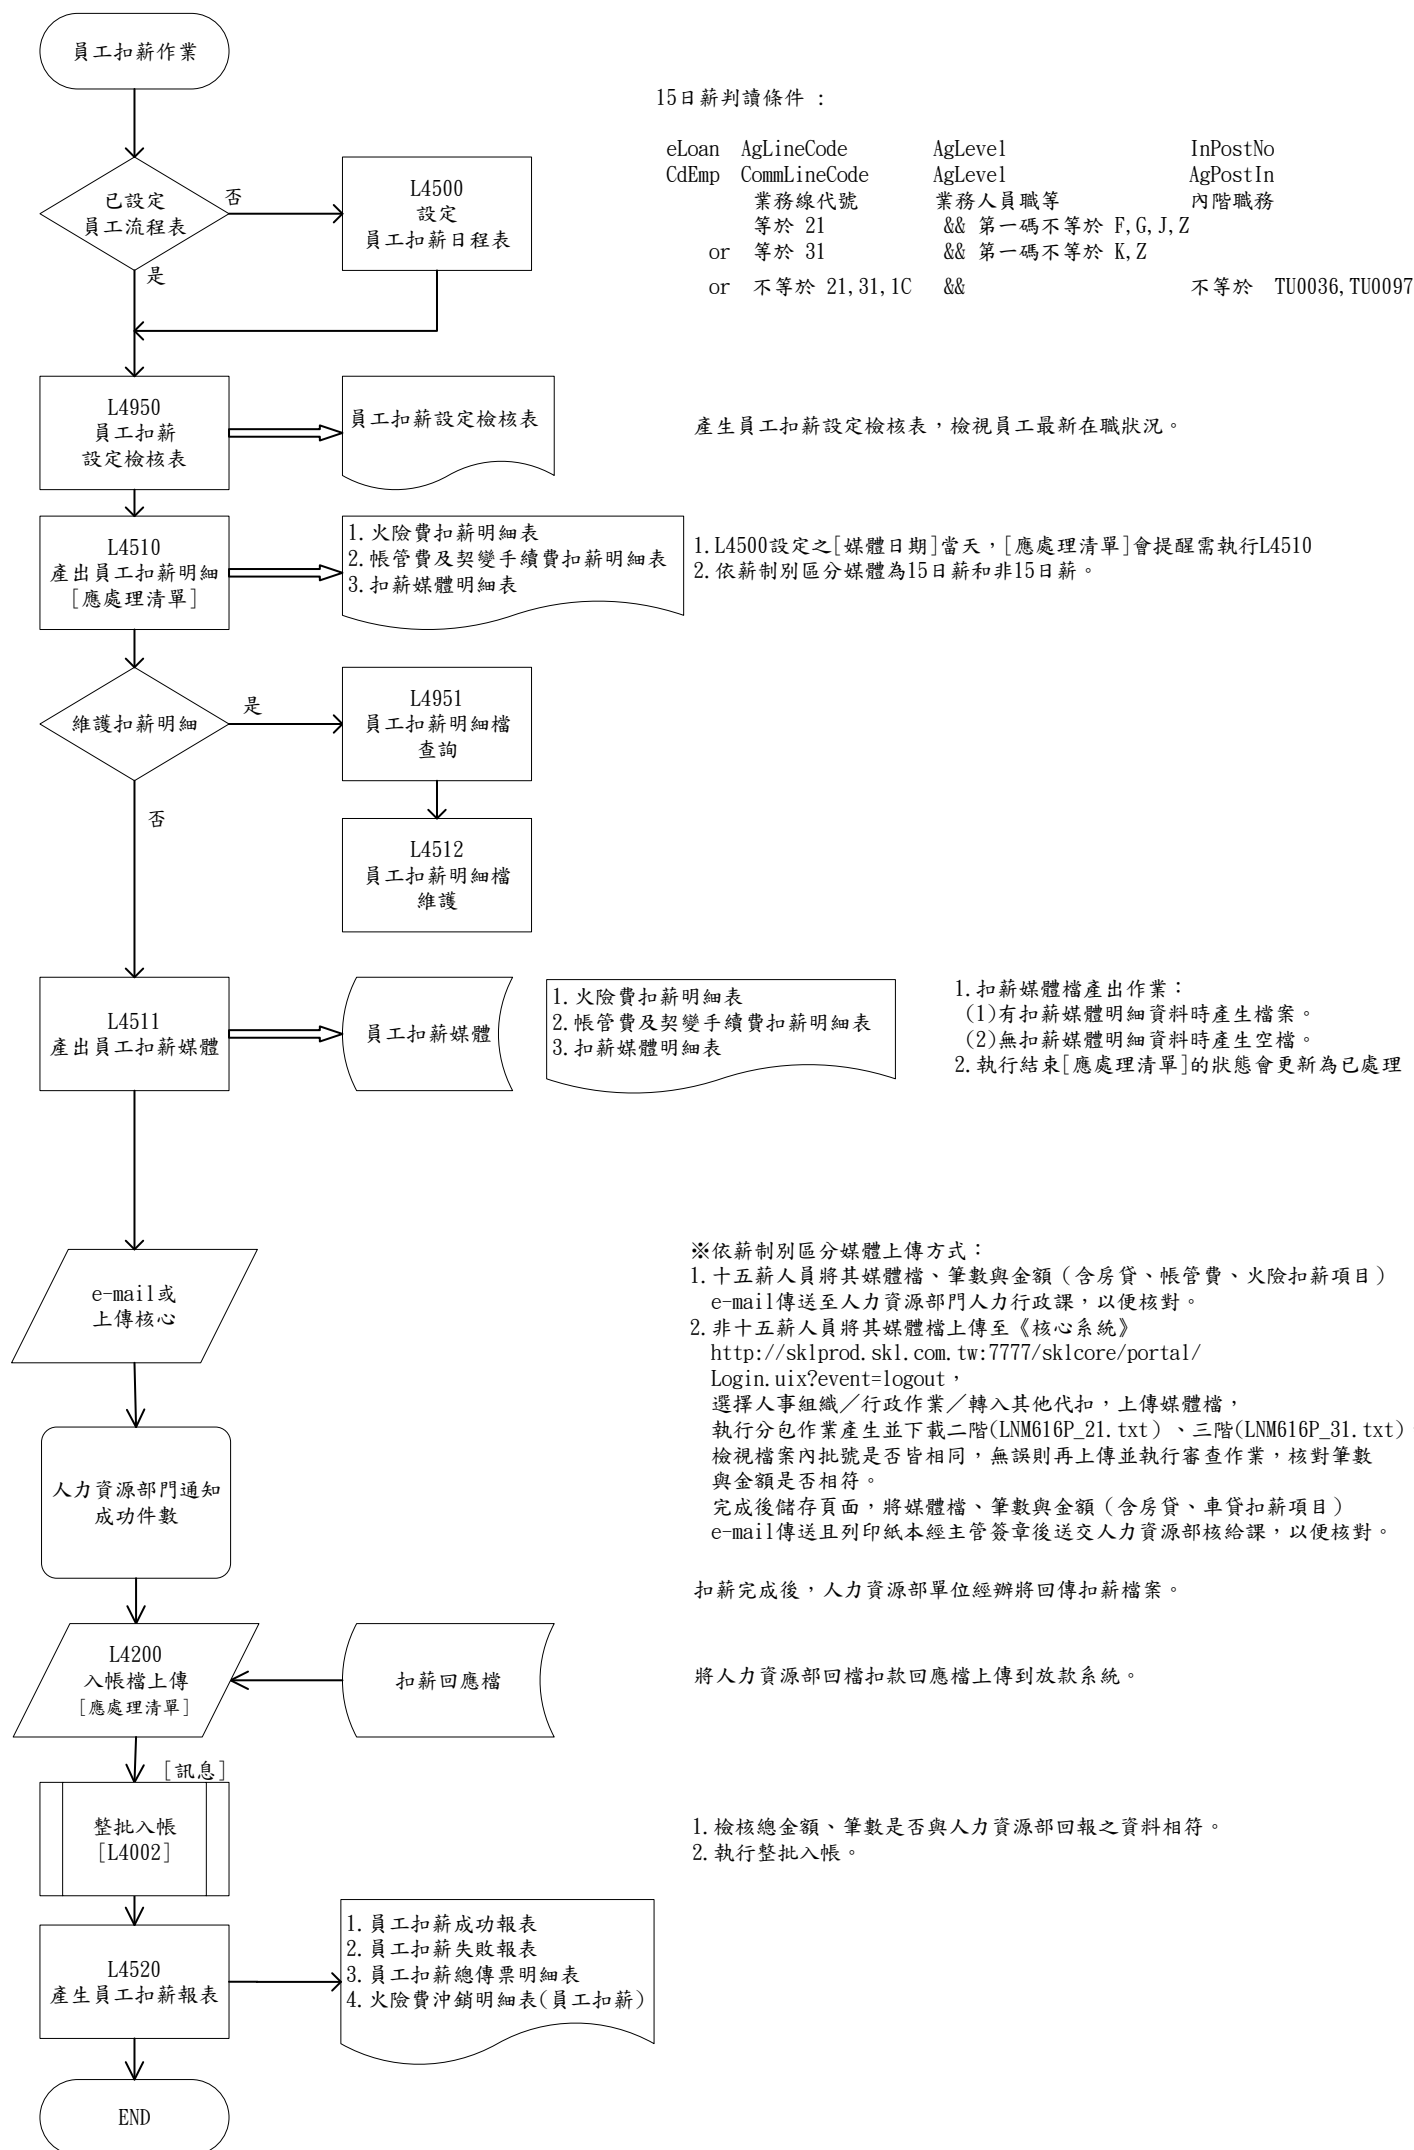 員工扣薪作業
15日薪判讀條件 :
eLoan AgLineCode AgLevel InPostNo
CdEmp CommLineCode AgLevel AgPostIn
業務線代號 業務人員職等 內階職務
等於 21 && 第一碼不等於 F,G,J,Z
or 等於 31 && 第一碼不等於 K,Z
or 不等於 21,31,1C && 不等於 TU0036,TU0097
已設定
員工流程表
否
是
L4500
設定
員工扣薪日程表
L4950
員工扣薪
設定檢核表
員工扣薪設定檢核表
產生員工扣薪設定檢核表，檢視員工最新在職狀況。
L4510
產出員工扣薪明細
[應處理清單]
1.火險費扣薪明細表
2.帳管費及契變手續費扣薪明細表
3.扣薪媒體明細表
1.L4500設定之[媒體日期]當天，[應處理清單]會提醒需執行L4510
2.依薪制別區分媒體為15日薪和非15日薪。
維護扣薪明細
是
否
L4951
員工扣薪明細檔
查詢
L4512
員工扣薪明細檔
維護
L4511
產出員工扣薪媒體
員工扣薪媒體
1.火險費扣薪明細表
2.帳管費及契變手續費扣薪明細表
3.扣薪媒體明細表
1.扣薪媒體檔產出作業：
(1)有扣薪媒體明細資料時產生檔案。
(2)無扣薪媒體明細資料時產生空檔。
2.執行結束[應處理清單]的狀態會更新為已處理
e-mail或
上傳核心
※依薪制別區分媒體上傳方式：
1.十五薪人員將其媒體檔、筆數與金額（含房貸、帳管費、火險扣薪項目）
e-mail傳送至人力資源部門人力行政課，以便核對。
2.非十五薪人員將其媒體檔上傳至《核心系統》
http://sklprod.skl.com.tw:7777/sklcore/portal/
Login.uix?event=logout，
選擇人事組織／行政作業／轉入其他代扣，上傳媒體檔，
執行分包作業產生並下載二階(LNM616P_21.txt)、三階(LNM616P_31.txt)
檢視檔案內批號是否皆相同，無誤則再上傳並執行審查作業，核對筆數
與金額是否相符。
完成後儲存頁面，將媒體檔、筆數與金額（含房貸、車貸扣薪項目）
e-mail傳送且列印紙本經主管簽章後送交人力資源部核給課，以便核對。
人力資源部門通知
成功件數
扣薪完成後，人力資源部單位經辦將回傳扣薪檔案。
L4200
入帳檔上傳
[應處理清單]
扣薪回應檔
將人力資源部回檔扣款回應檔上傳到放款系統。
[訊息]
整批入帳
[L4002]
1.檢核總金額、筆數是否與人力資源部回報之資料相符。
2.執行整批入帳。
L4520
產生員工扣薪報表
1.員工扣薪成功報表
2.員工扣薪失敗報表
3.員工扣薪總傳票明細表
4.火險費沖銷明細表(員工扣薪)
END